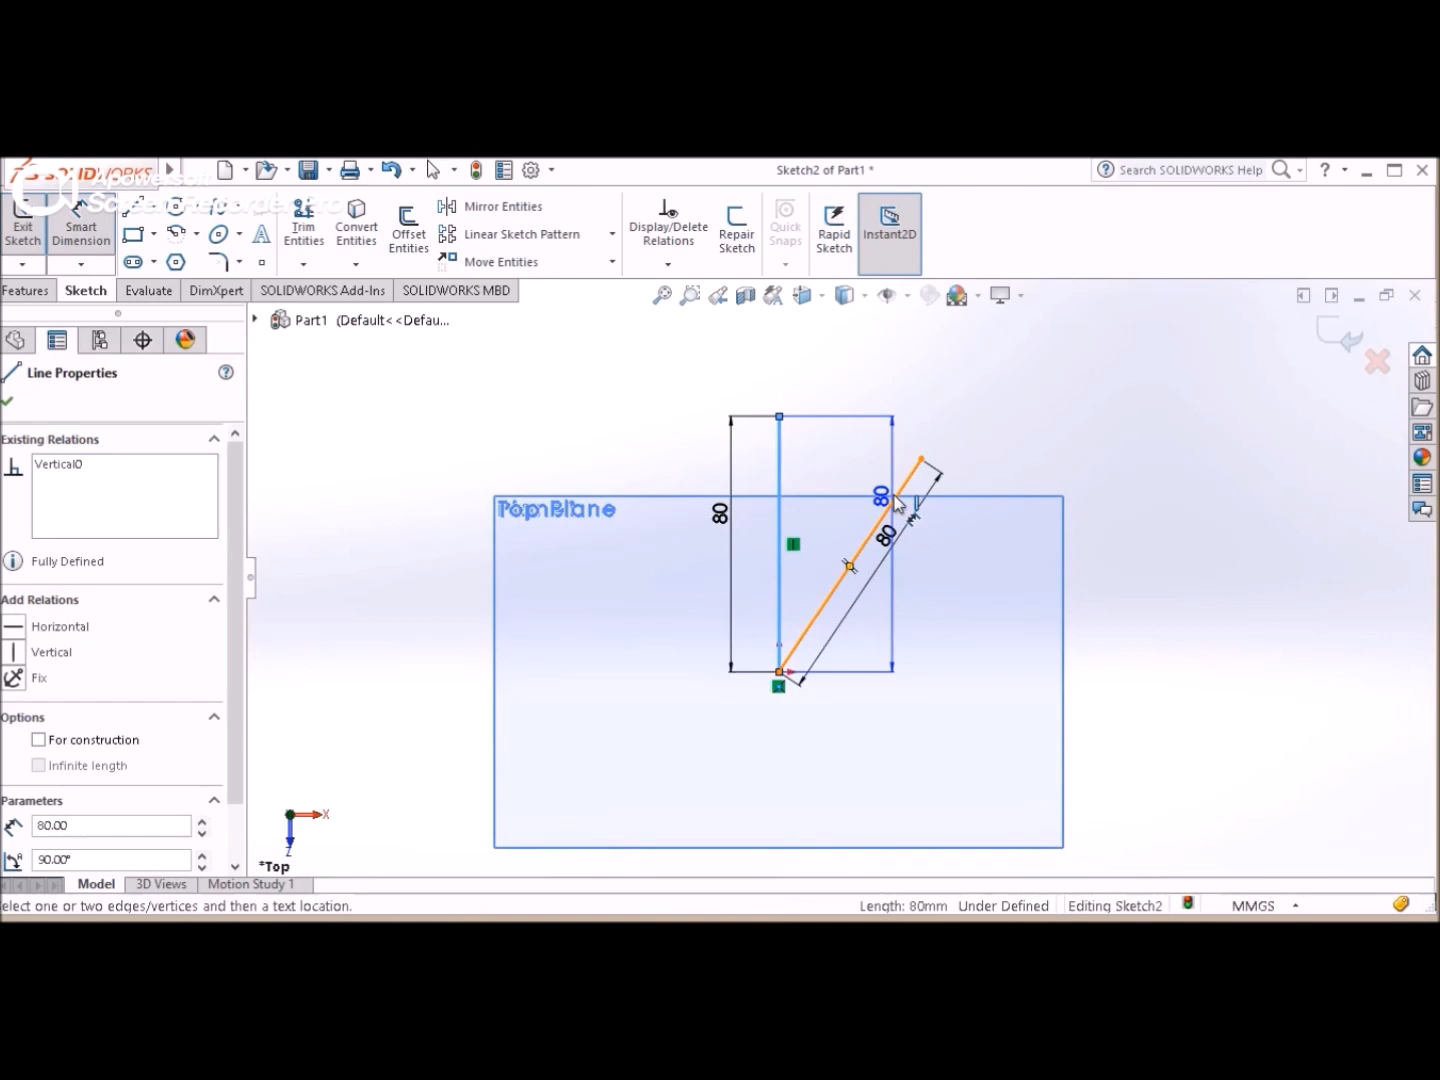 SOLIDWORKS
Sketch2 of Part1 *
Search SOLIDWORKS Help
?
Apowersoft
Screen Recorder Pro
Exit
Sketch
Smart
Dimension
Trim
Entities
Convert
Entities
Offset
Entities
Mirror Entities
Linear Sketch Pattern
Move Entities
Display/Delete
Relations
Repair
Sketch
Quick
Snaps
Rapid
Sketch
Instant2D
Features
Sketch
Evaluate
DimXpert
SOLIDWORKS Add-Ins
SOLIDWORKS MBD
Part1 (Default<<Defau...
Line Properties
Existing Relations
Vertical0
Fully Defined
Add Relations
Horizontal
Vertical
Fix
Options
For construction
Infinite length
Parameters
80.00
90.00°
80
80
80
X
Z
*Top
Model
3D Views
Motion Study 1
elect one or two edges/vertices and then a text location.
Length: 80mm
Under Defined
Editing Sketch2
MMGS